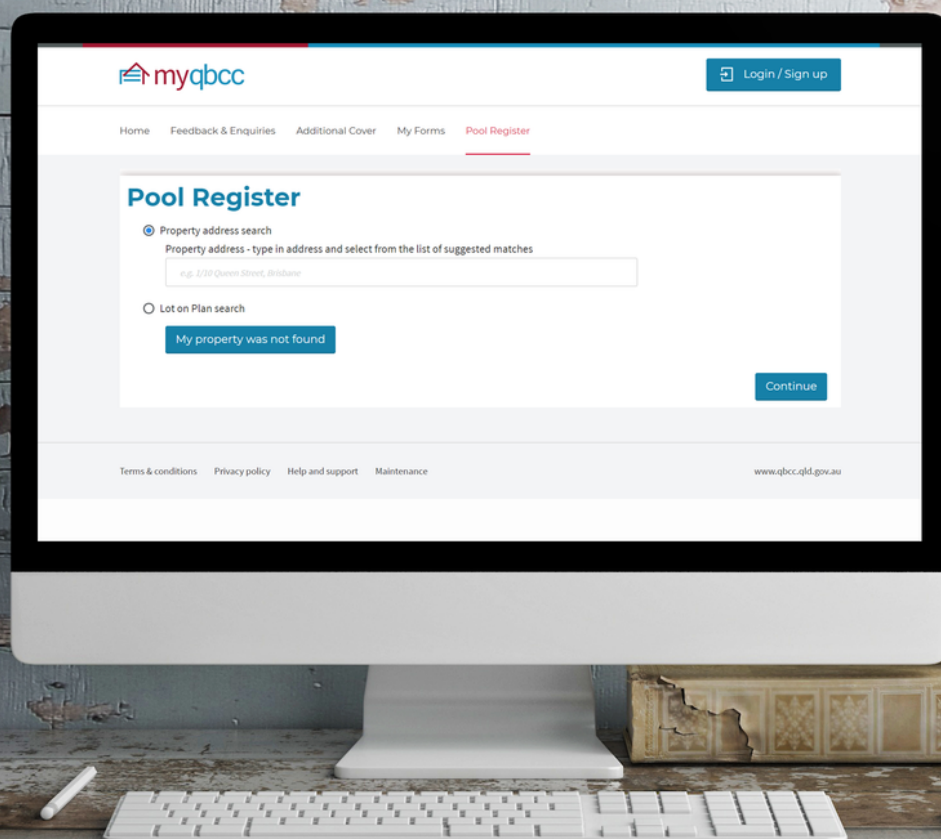 myqbcc
Login / Sign up
Home Feedback & Enquiries Additional Cover My Forms Pool Register
Pool Register
Property address search
Property address - type in address and select from the list of suggested matches
e.g. 1/10 Queen Street, Brisbane
Lot on Plan search
My property was not found
Continue
Terms & conditions Privacy policy Help and support Maintenance www.qbcc.qld.gov.au